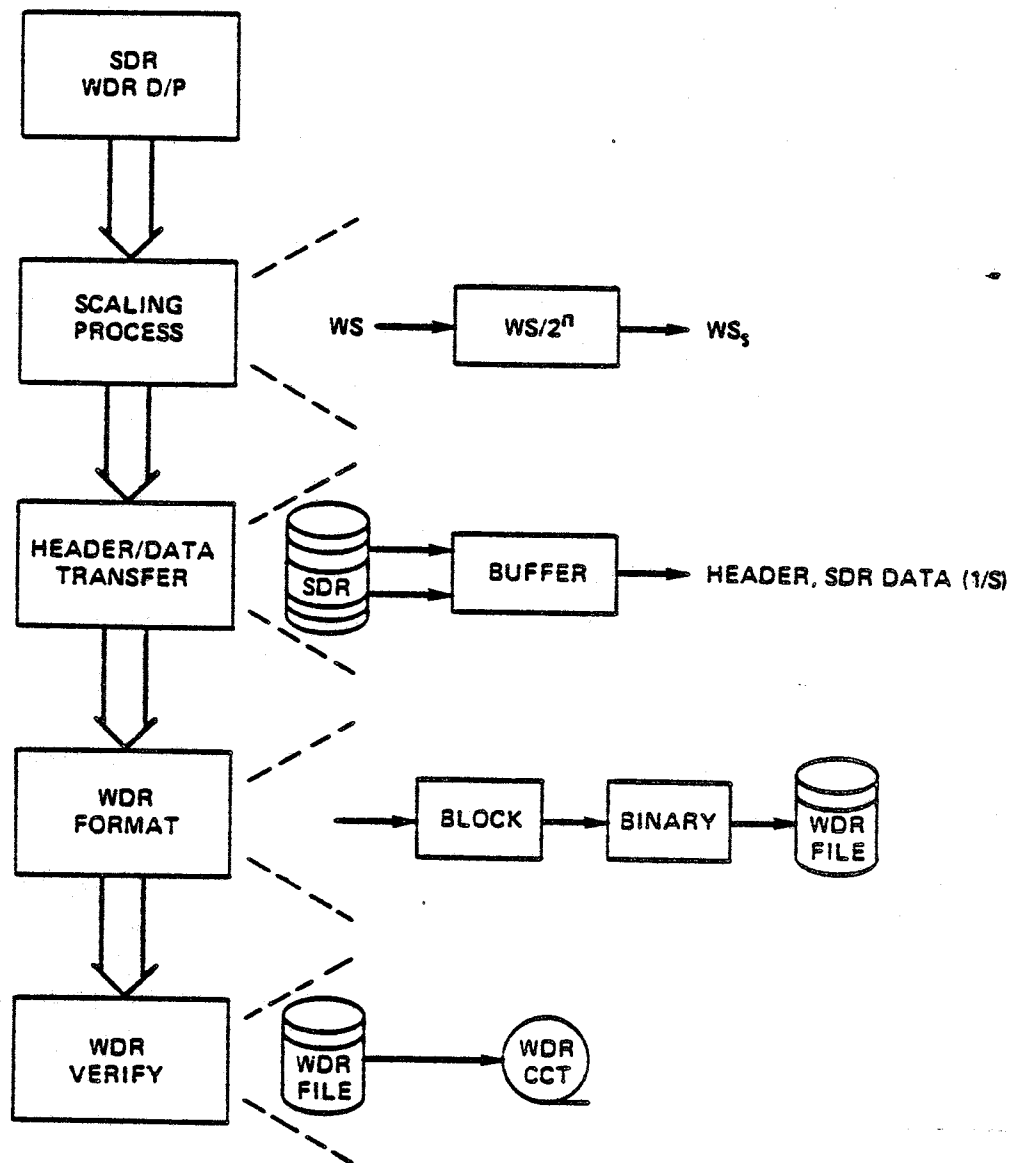 SDR
WDR D/P
SCALING
PROCESS
WS
WS/2ⁿ
WSₛ
HEADER/DATA
TRANSFER
SDR
BUFFER
HEADER, SDR DATA (1/S)
WDR
FORMAT
BLOCK
BINARY
WDR
FILE
WDR
VERIFY
WDR
FILE
WDR
CCT